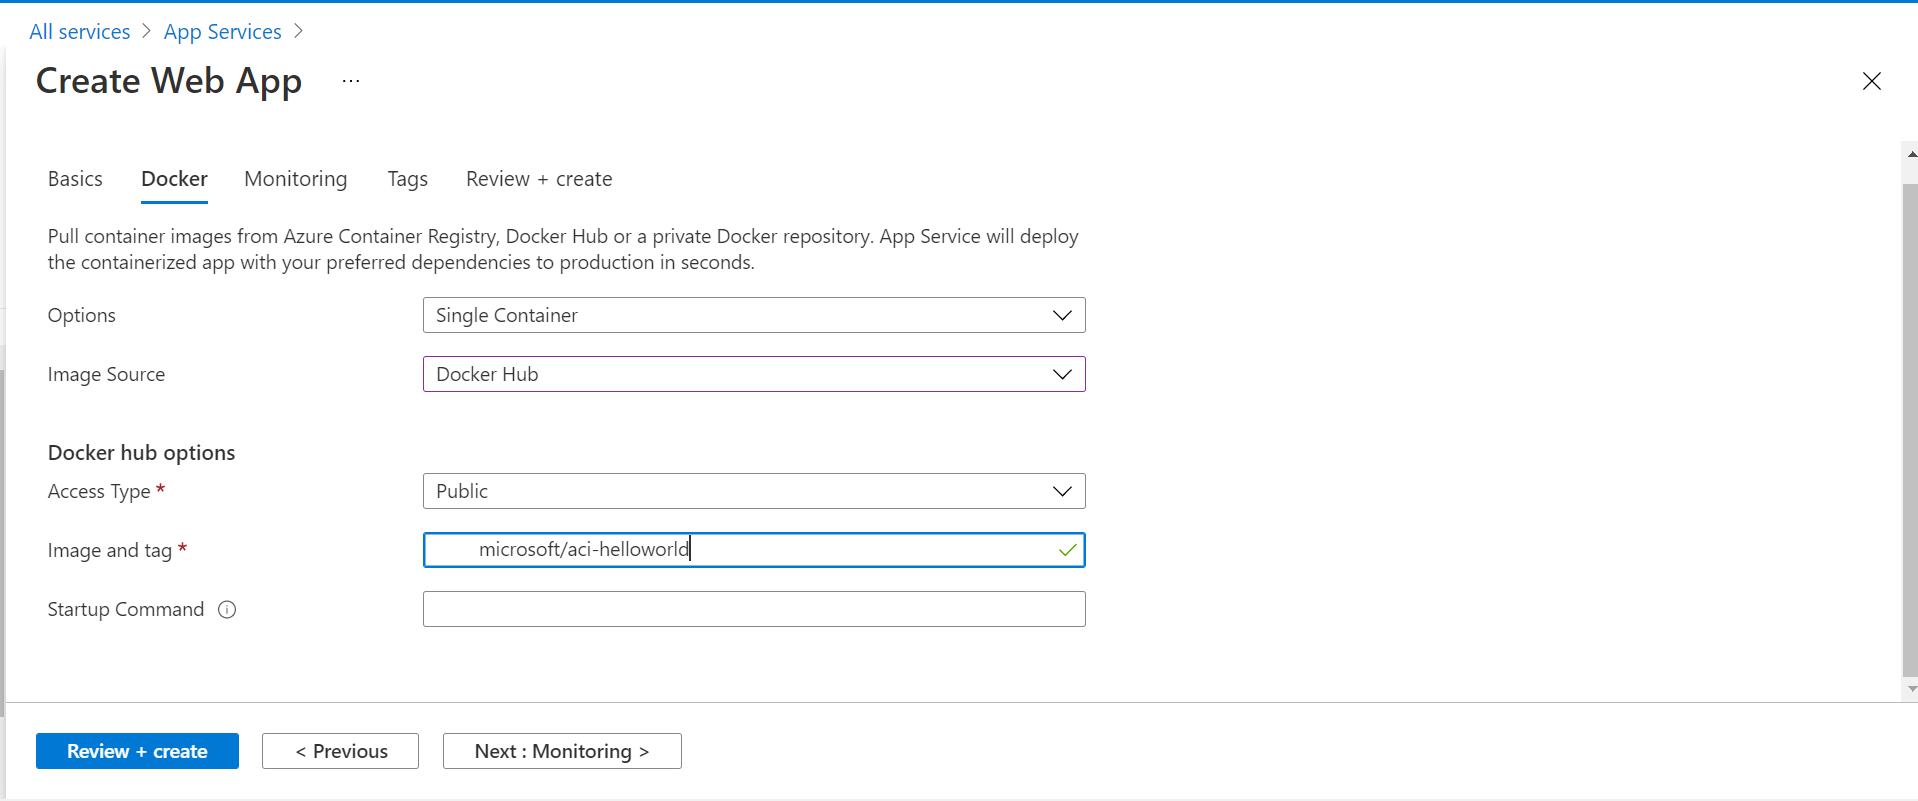 All services > App Services >
Create Web App ...
Basics Docker Monitoring Tags Review + create
Pull container images from Azure Container Registry, Docker Hub or a private Docker repository. App Service will deploy
the containerized app with your preferred dependencies to production in seconds.
Options Single Container
Image Source Docker Hub
Docker hub options
Access Type * Public
Image and tag * microsoft/aci-helloworld
Startup Command
Review + create < Previous Next : Monitoring >